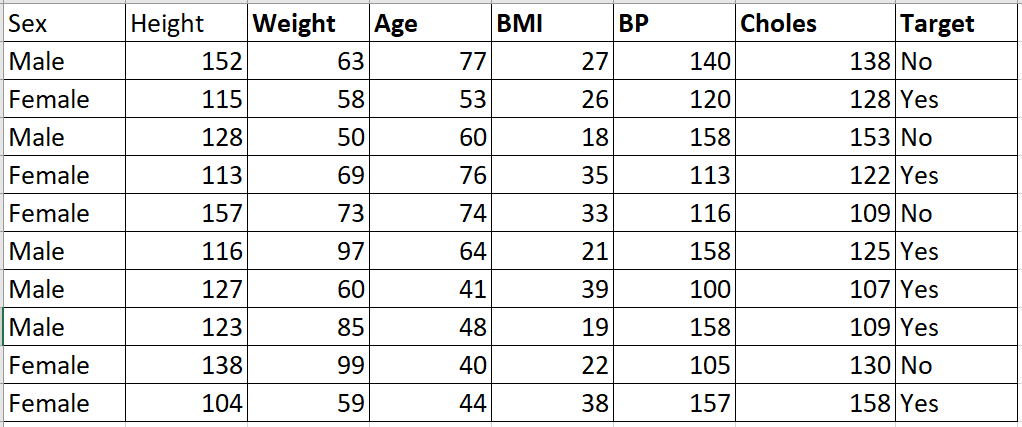 Sex Height Weight Age BMI BP Choles Target
Male 152 63 77 27 140 138 No
Female 115 58 53 26 120 128 Yes
Male 128 50 60 18 158 153 No
Female 113 69 76 35 113 122 Yes
Female 157 73 74 33 116 109 No
Male 116 97 64 21 158 125 Yes
Male 127 60 41 39 100 107 Yes
Male 123 85 48 19 158 109 Yes
Female 138 99 40 22 105 130 No
Female 104 59 44 38 157 158 Yes